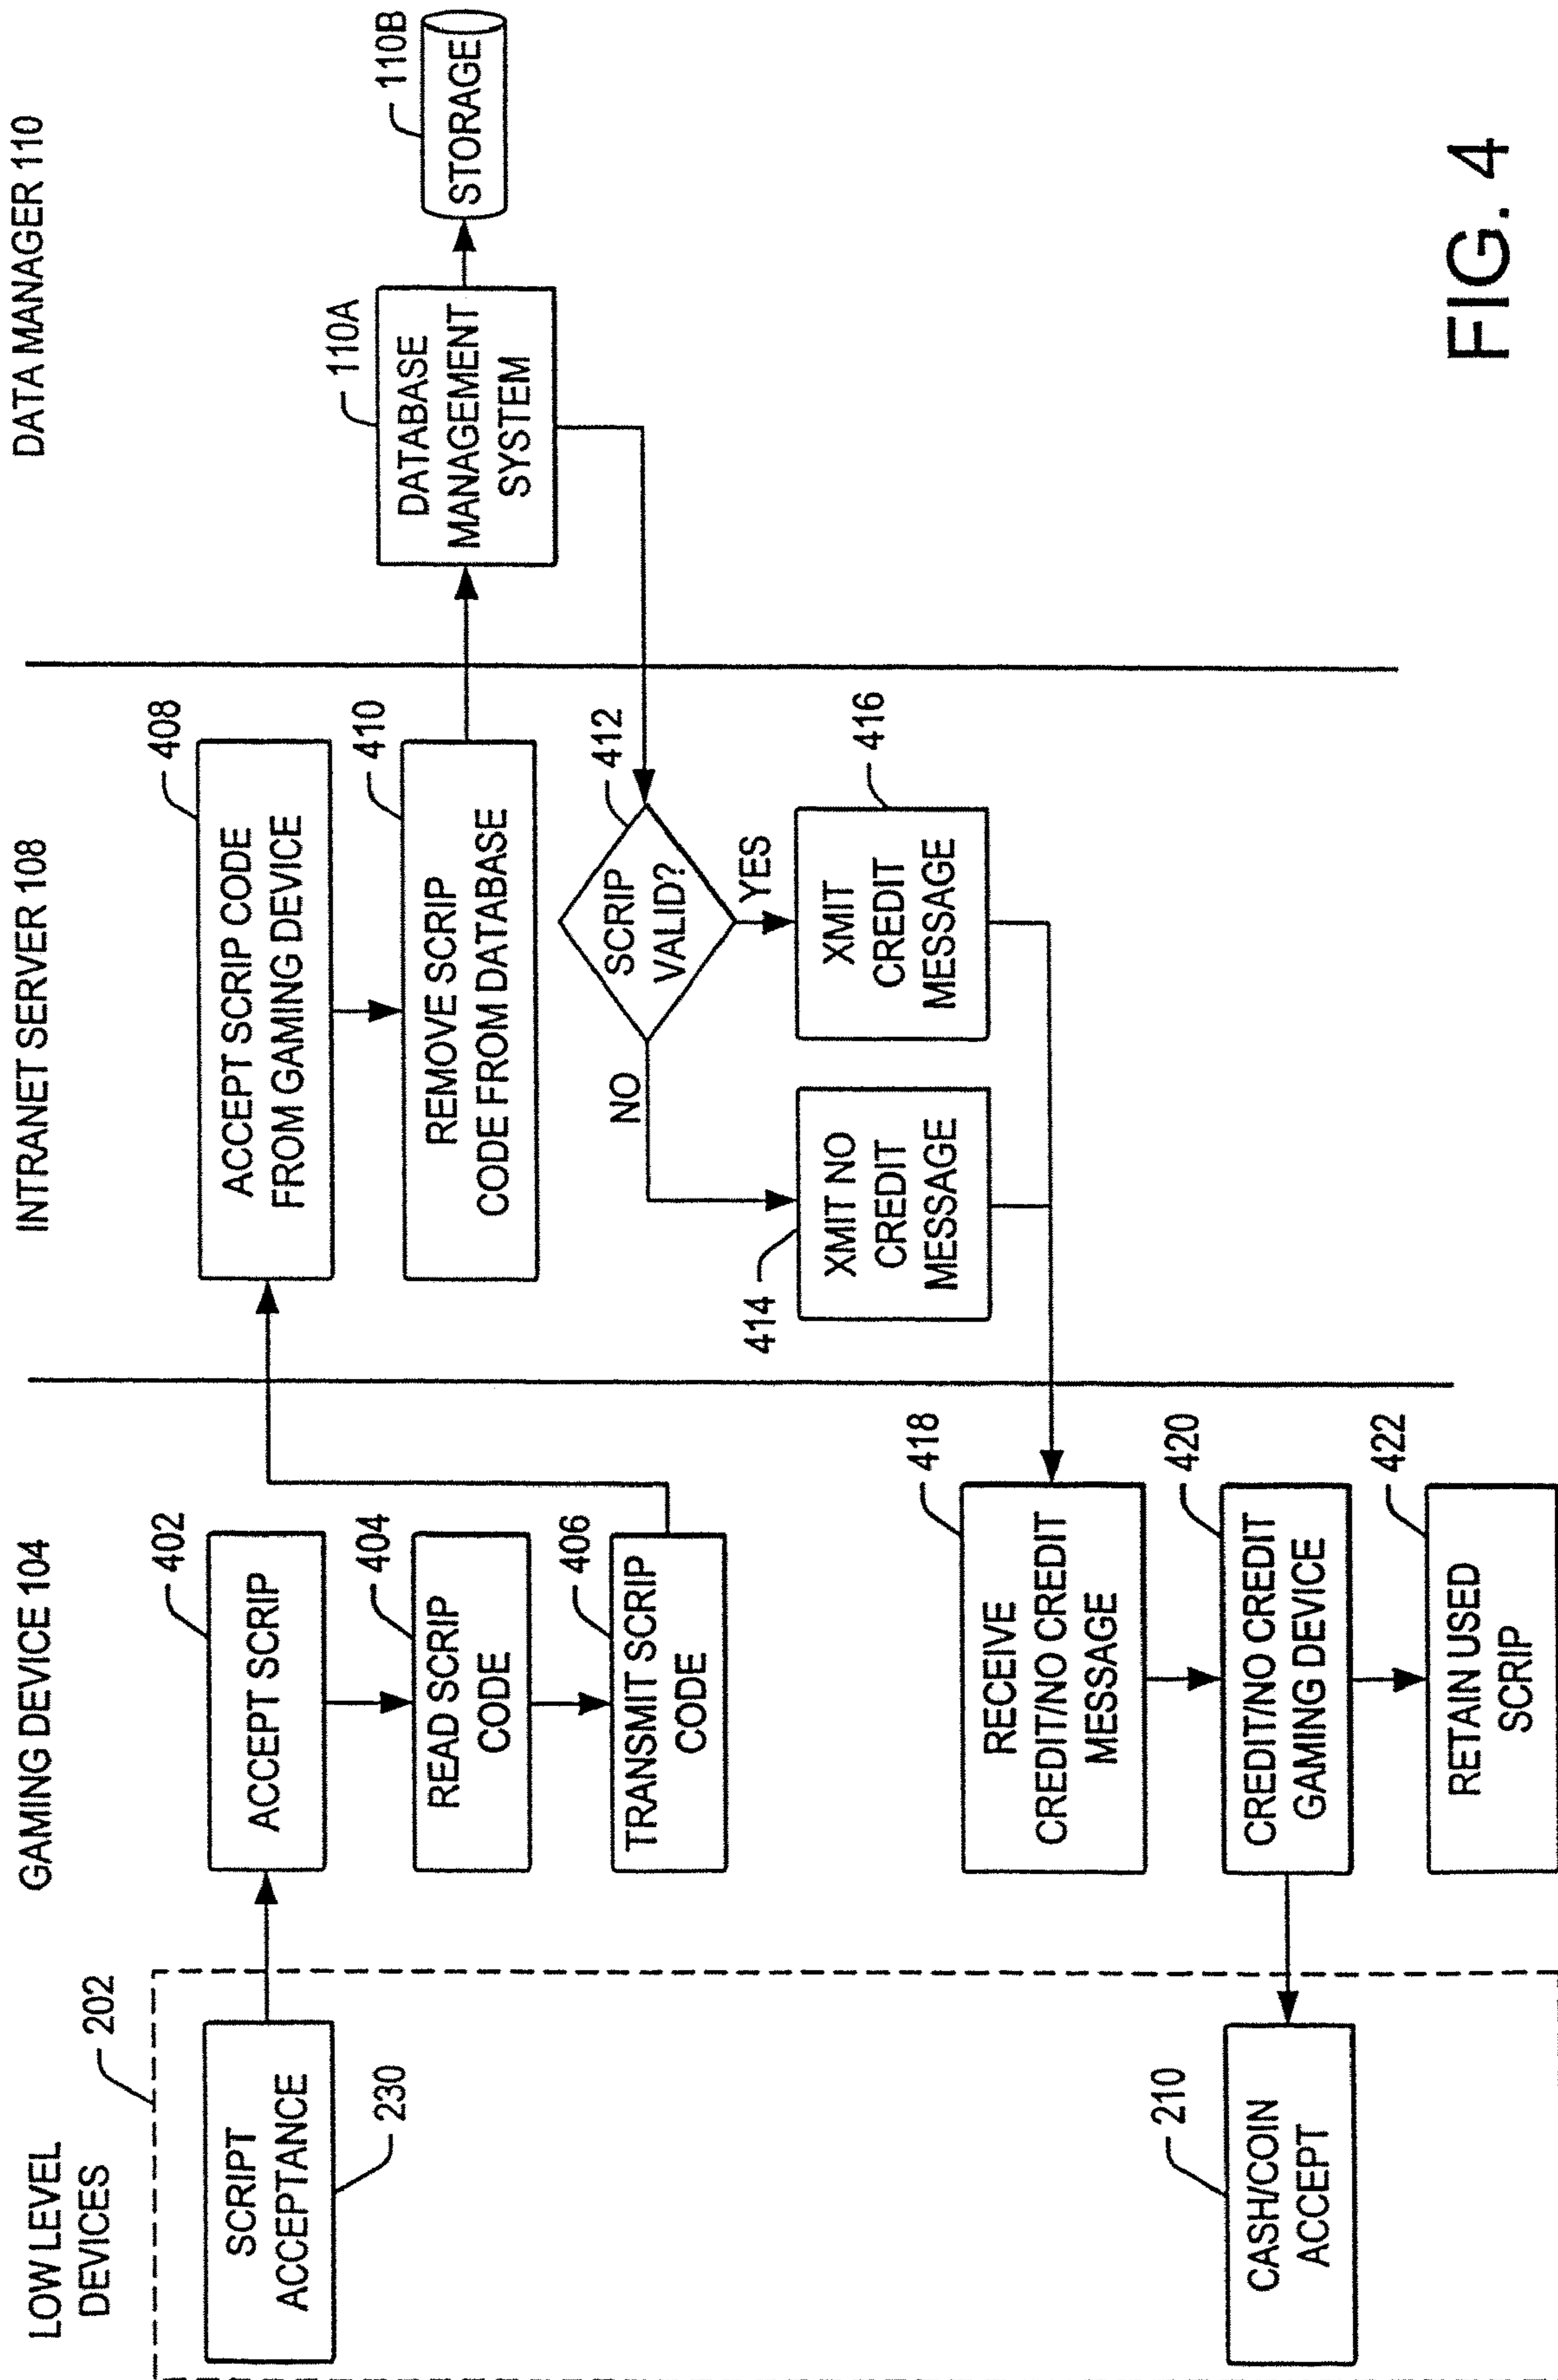 LOW LEVEL
DEVICES
GAMING DEVICE 104
INTRANET SERVER 108
DATA MANAGER 110
202
SCRIPT
ACCEPTANCE
230
402
ACCEPT SCRIP
404
READ SCRIP
CODE
406
TRANSMIT SCRIP
CODE
408
ACCEPT SCRIP CODE
FROM GAMING DEVICE
410
REMOVE SCRIP
CODE FROM DATABASE
110A
DATABASE
MANAGEMENT
SYSTEM
110B
STORAGE
412
SCRIP
VALID?
NO
YES
414
XMIT NO
CREDIT
MESSAGE
416
XMIT
CREDIT
MESSAGE
418
RECEIVE
CREDIT/NO CREDIT
MESSAGE
420
CREDIT/NO CREDIT
GAMING DEVICE
422
RETAIN USED
SCRIP
210
CASH/COIN
ACCEPT
FIG. 4